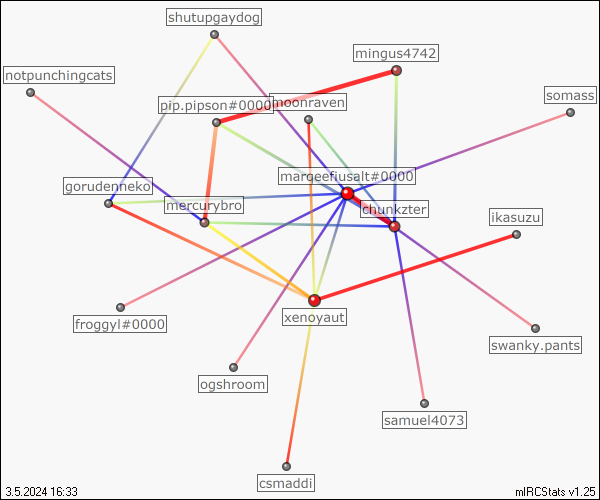 shutupgaydog
mingus4742
notpunchingcats
somass
pip.pipson#0000
moonraven
margeefiusalt#0000
gorudenneko
mercurybro
chunkzter
ikasuzu
froggyl#0000
xenoyaut
swanky.pants
ogshroom
samuel4073
csmaddi
3.5.2024 16:33
mIRCStats v1.25